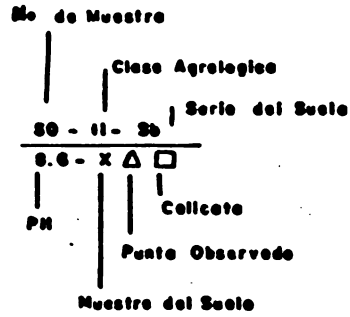 No de Muestra
Clase Agrologica
Serie del Suelo
80 - II - Sb
8.6 - X △ □
Calicata
PH
Punto Observado
Muestra del Suelo